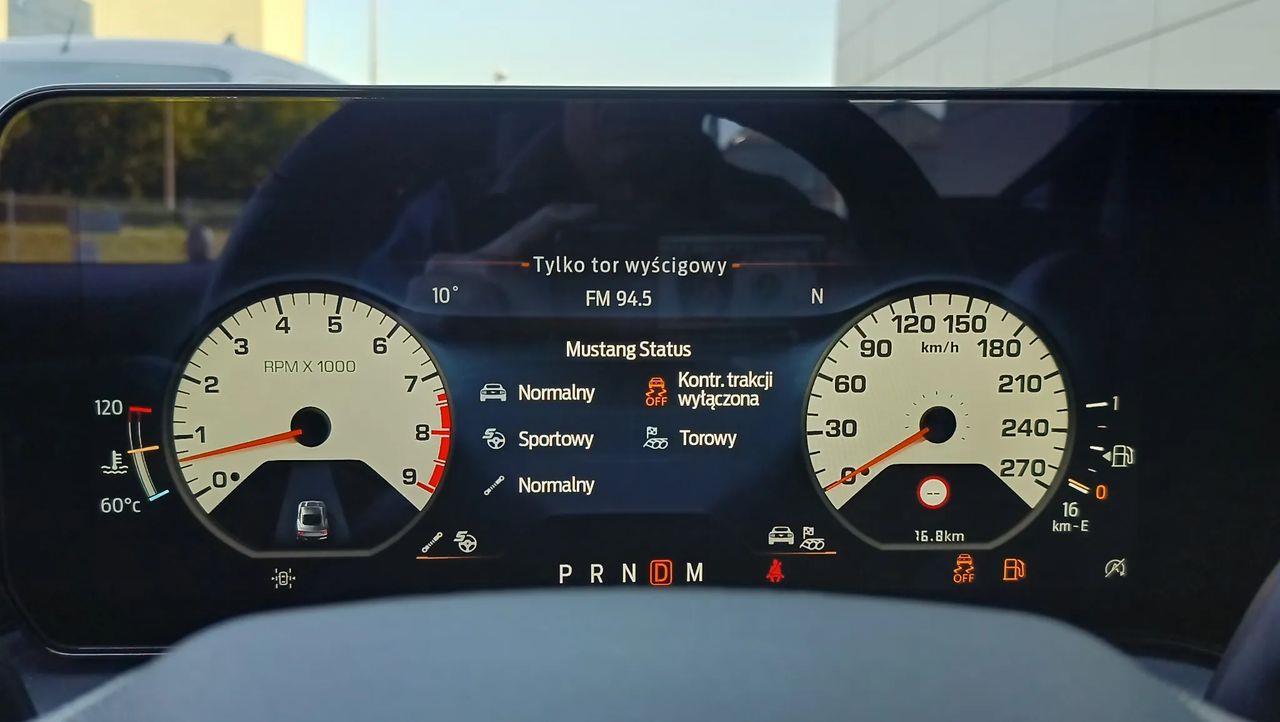 Tylko tor wyścigowy
10°
FM 94.5
N
Mustang Status
Normalny
OFF
Kontr. trakcji
wyłączona
Sportowy
Torowy
Normalny
120
60°c
RPM X 1000
0
1
2
3
4
5
6
7
8
9
km/h
0
30
60
90
120
150
180
210
240
270
--
16.8km
1
0
16
km-E
P R N D M
OFF